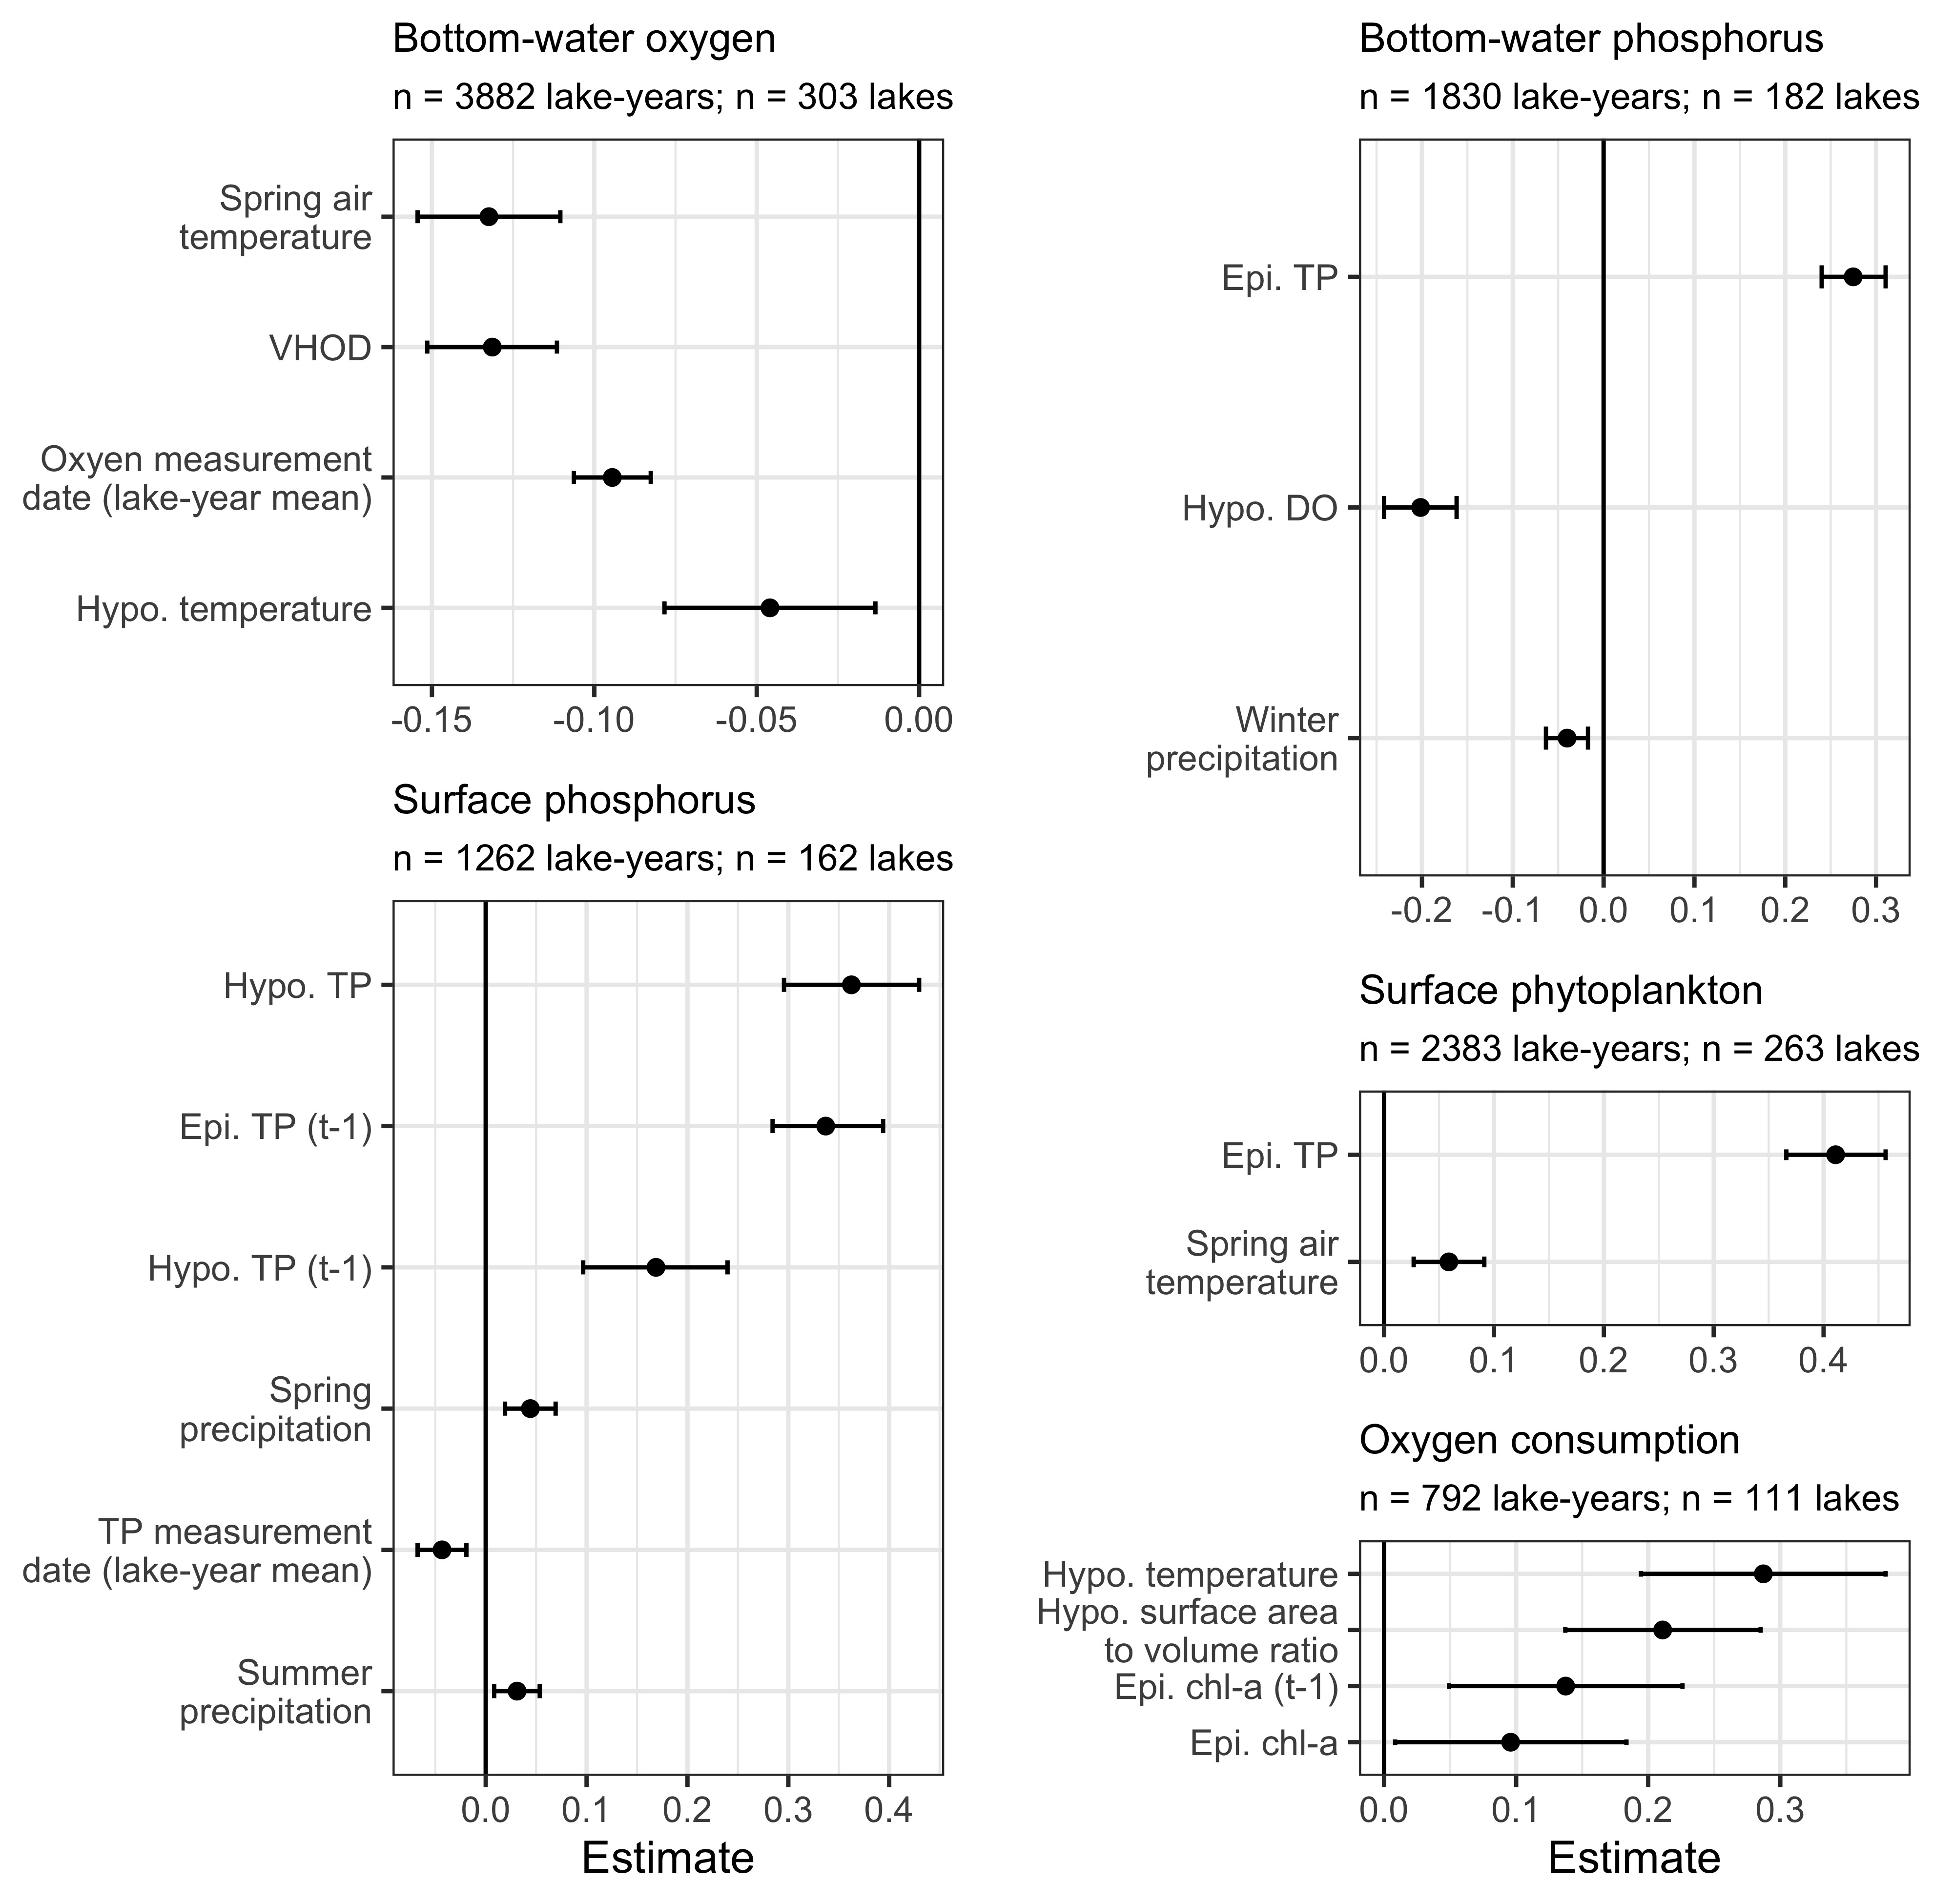 Bottom-water oxygen
n = 3882 lake-years; n = 303 lakes
Spring air
temperature
VHOD
Oxyen measurement
date (lake-year mean)
Hypo. temperature
-0.15 -0.10 -0.05 0.00
Surface phosphorus
n = 1262 lake-years; n = 162 lakes
Hypo. TP
Epi. TP (t-1)
Hypo. TP (t-1)
Spring
precipitation
TP measurement
date (lake-year mean)
Summer
precipitation
0.0 0.1 0.2 0.3 0.4
Estimate
Bottom-water phosphorus
n = 1830 lake-years; n = 182 lakes
Epi. TP
Hypo. DO
Winter
precipitation
-0.2 -0.1 0.0 0.1 0.2 0.3
Surface phytoplankton
n = 2383 lake-years; n = 263 lakes
Epi. TP
Spring air
temperature
0.0 0.1 0.2 0.3 0.4
Oxygen consumption
n = 792 lake-years; n = 111 lakes
Hypo. temperature
Hypo. surface area
to volume ratio
Epi. chl-a (t-1)
Epi. chl-a
0.0 0.1 0.2 0.3
Estimate